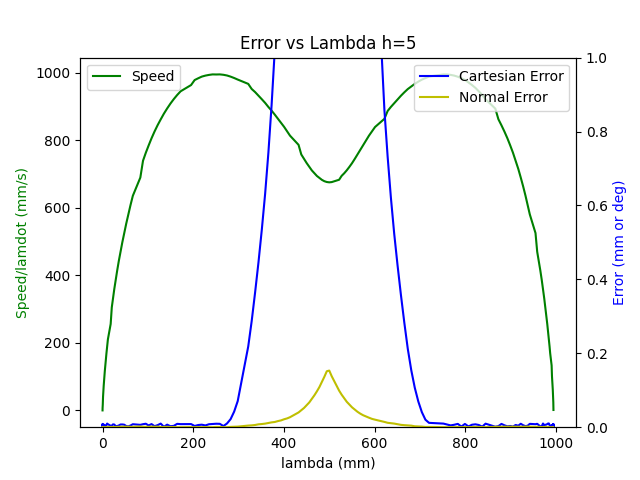 Error vs Lambda h=5
Speed
Cartesian Error
Normal Error
Speed/lamdot (mm/s)
1000
800
600
400
200
0
1.0
0.8
0.6
0.4
0.2
0.0
Error (mm or deg)
0 200 400 600 800 1000
lambda (mm)